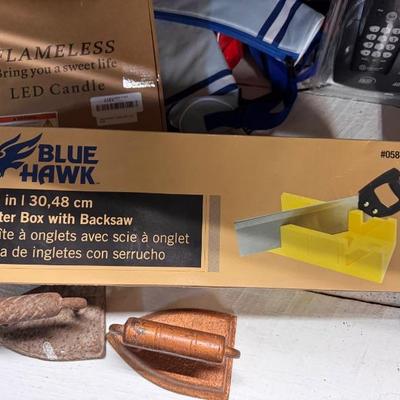 FLAMELESS
Bring you a sweet life
LED Candle
BLUE
HAWK
#058
in | 30,48 cm
ter Box with Backsaw
îte à onglets avec scie à onglet
a de ingletes con serrucho